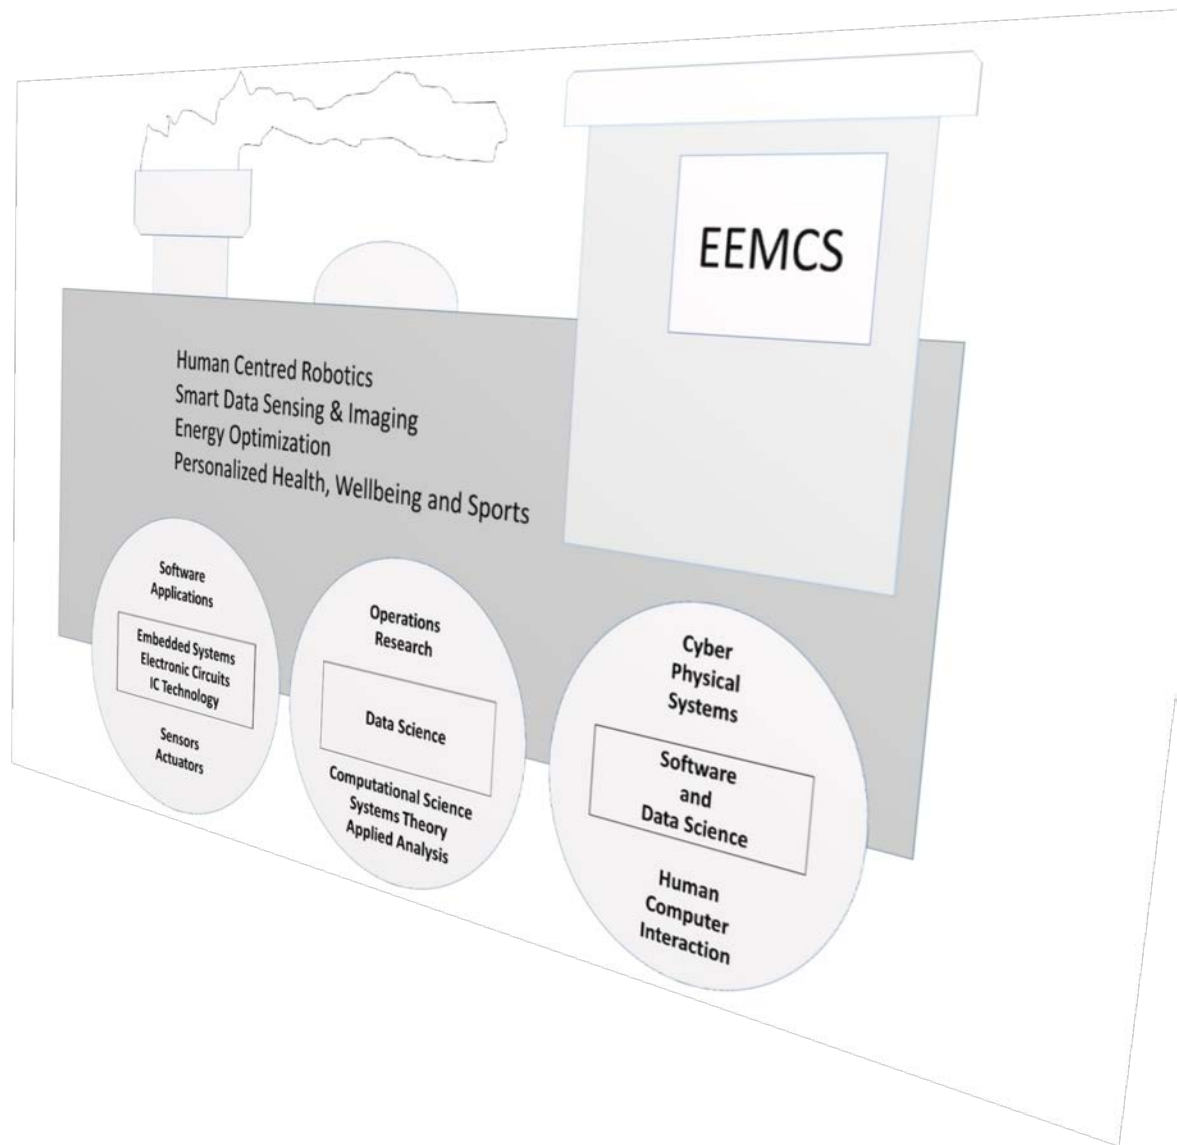 EEMCS
Human Centred Robotics
Smart Data Sensing & Imaging
Energy Optimization
Personalized Health, Wellbeing and Sports
Software
Applications
Embedded Systems
Electronic Circuits
IC Technology
Sensors
Actuators
Operations
Research
Data Science
Computational Science
Systems Theory
Applied Analysis
Cyber
Physical
Systems
Software
and
Data Science
Human
Computer
Interaction